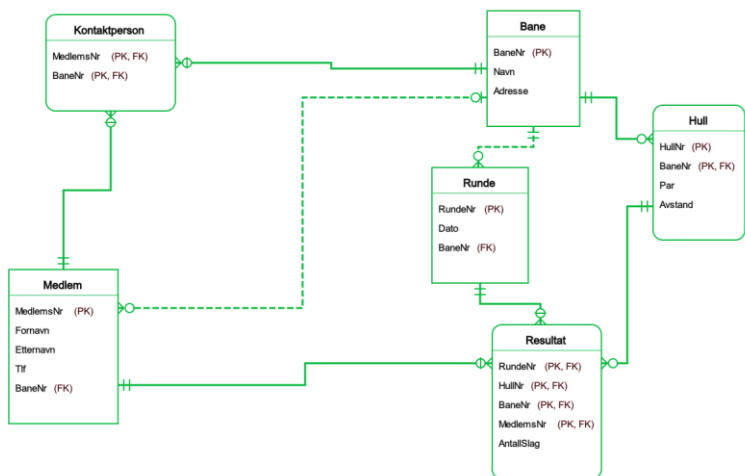 Kontaktperson
MedlemsNr (PK, FK)
BaneNr (PK, FK)
Bane
BaneNr (PK)
Navn
Adresse
Hull
HullNr (PK)
BaneNr (PK, FK)
Par
Avstand
Runde
RundeNr (PK)
Dato
BaneNr (FK)
Medlem
MedlemsNr (PK)
Fornavn
Etternavn
Tlf
BaneNr (FK)
Resultat
RundeNr (PK, FK)
HullNr (PK, FK)
BaneNr (PK, FK)
MedlemsNr (PK, FK)
AntallSlag